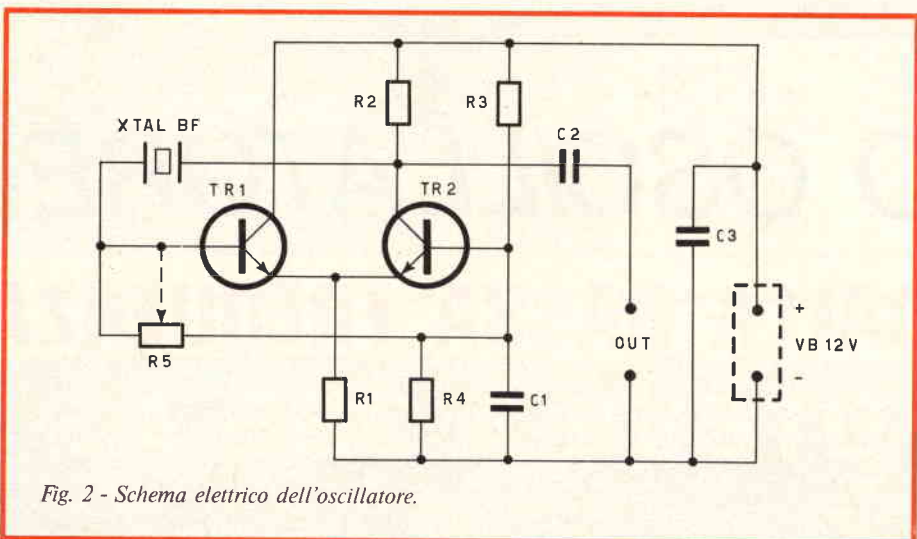 R2
R3
XTAL BF
C2
TR1
TR2
C3
+
VB 12V
-
OUT
R5
R1
R4
C1
Fig. 2 - Schema elettrico dell'oscillatore.